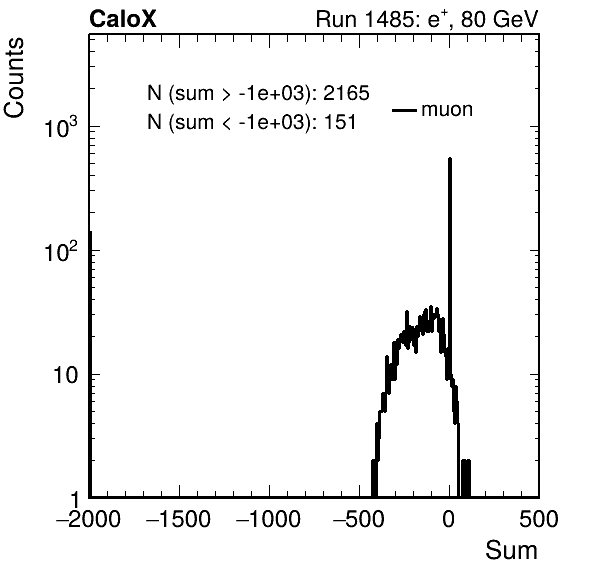 CaloX Run 1485: e⁺, 80 GeV
Counts
N (sum > -1e+03): 2165
N (sum < -1e+03): 151
muon
10³
10²
10
1
−2000 −1500 −1000 −500 0 500
Sum